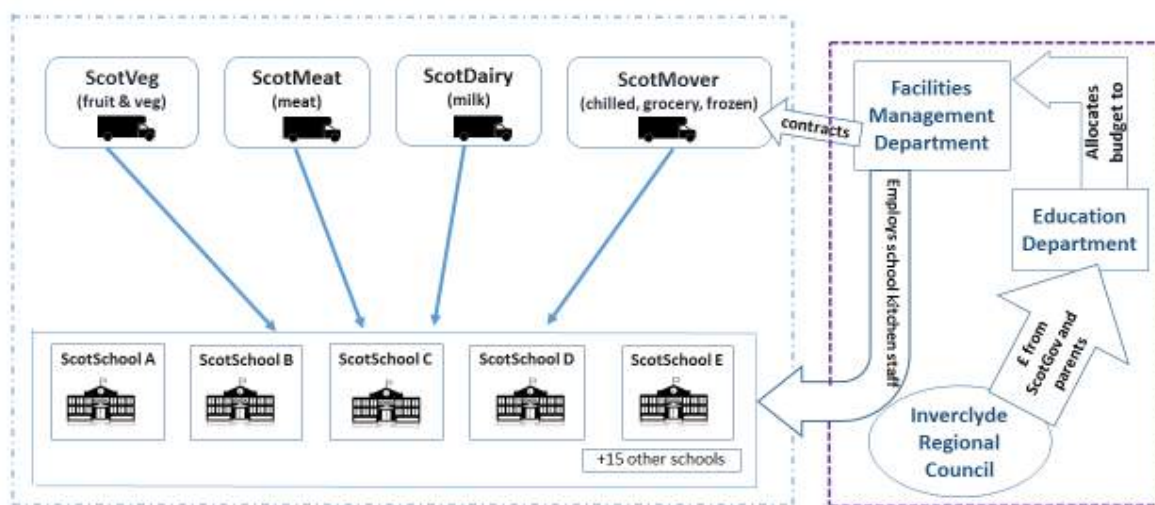 ScotVeg
(fruit & veg)
ScotMeat
(meat)
ScotDairy
(milk)
ScotMover
(chilled, grocery, frozen)
contracts
Facilities
Management
Department
Allocates
budget to
Employs school kitchen staff
Education
Department
£ from
ScotGov and
parents
Inverclyde
Regional
Council
ScotSchool A
ScotSchool B
ScotSchool C
ScotSchool D
ScotSchool E
+15 other schools